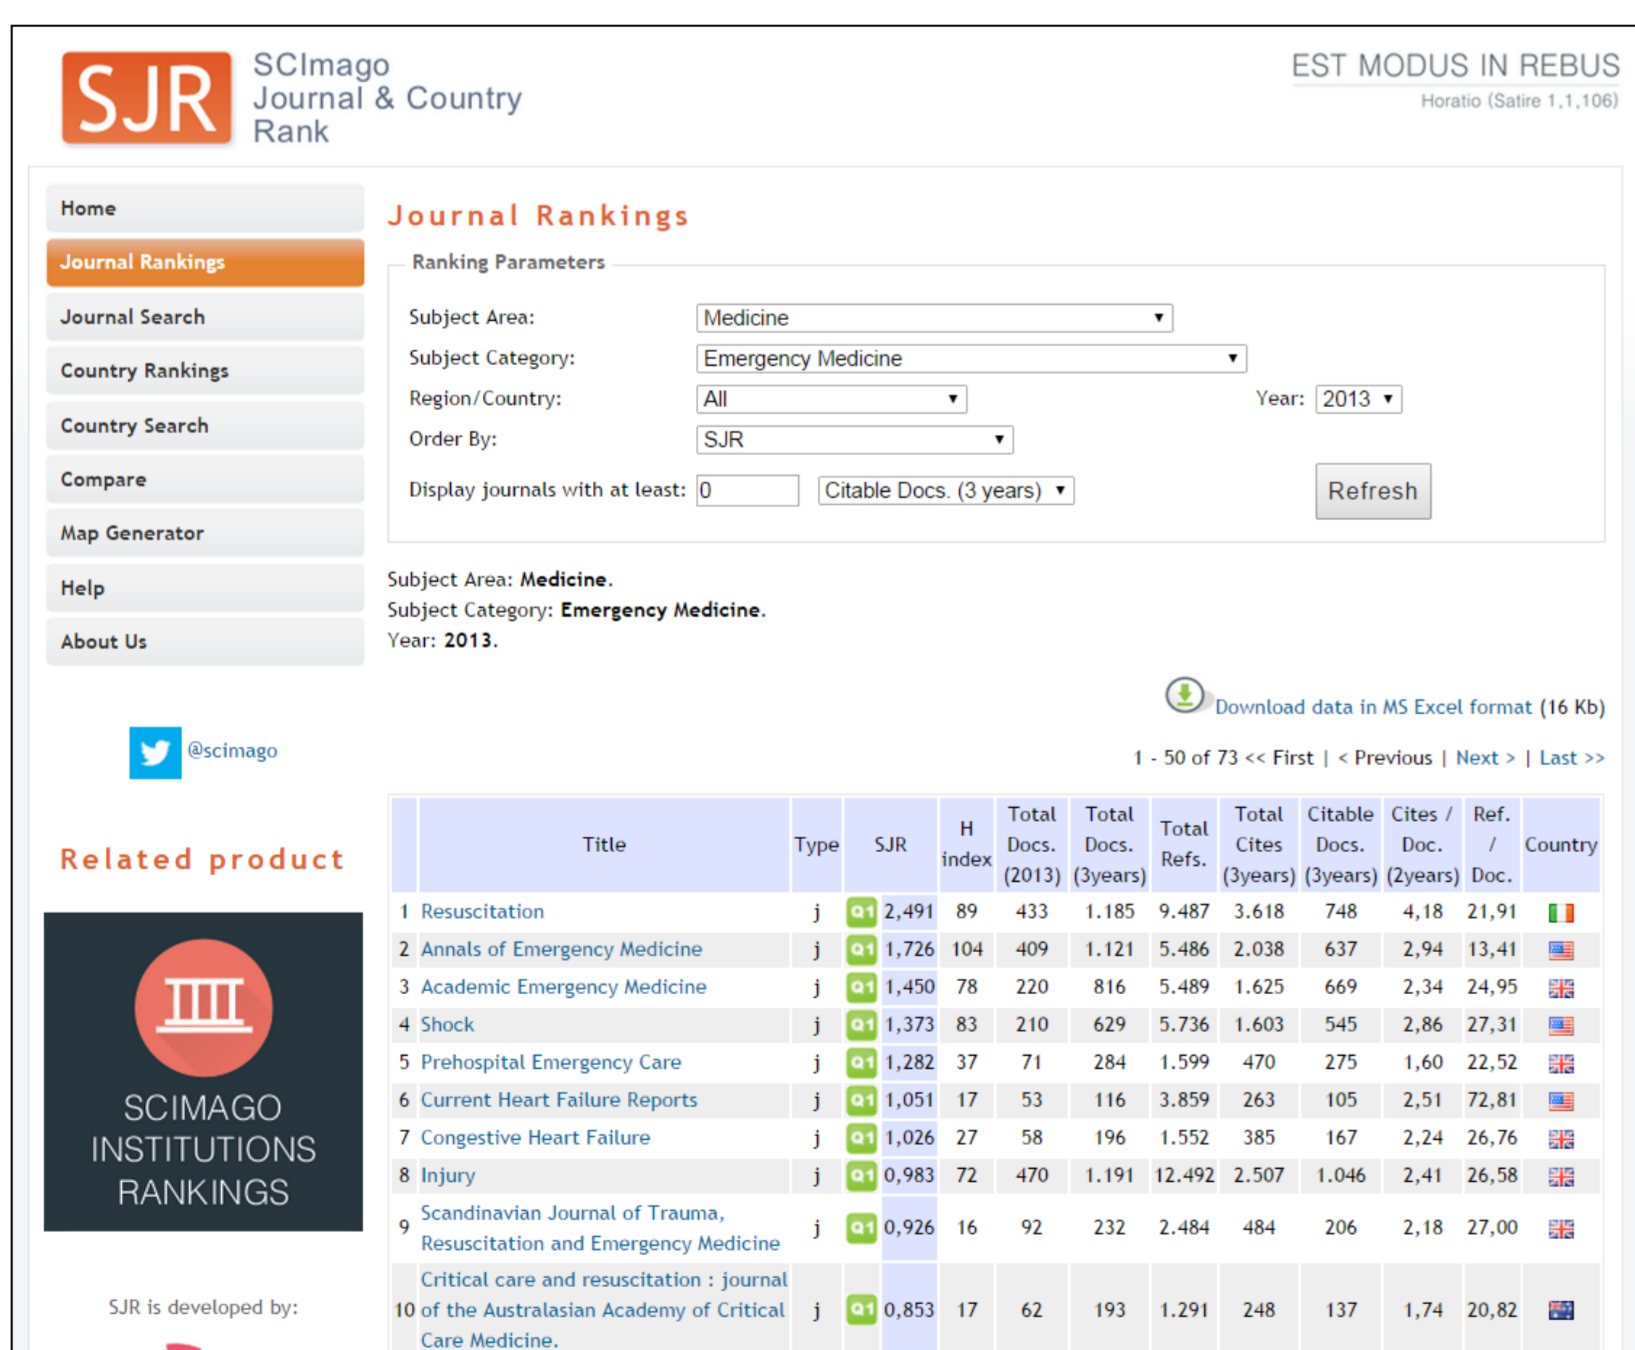 SJR
SCImago
Journal & Country
Rank
EST MODUS IN REBUS
Horatio (Satire 1,1,106)
Home
Journal Rankings
Journal Search
Country Rankings
Country Search
Compare
Map Generator
Help
About Us
@scimago
Related product
SCIMAGO
INSTITUTIONS
RANKINGS
SJR is developed by:
Journal Rankings
Ranking Parameters
Subject Area: Medicine
Subject Category: Emergency Medicine
Region/Country: All Year: 2013
Order By: SJR
Display journals with at least: 0 Citable Docs. (3 years) Refresh
Subject Area: Medicine.
Subject Category: Emergency Medicine.
Year: 2013.
Download data in MS Excel format (16 Kb)
1 - 50 of 73 << First | < Previous | Next > | Last >>
Title Type SJR H index Total Docs. (2013) Total Docs. (3years) Total Refs. Total Cites (3years) Citable Docs. (3years) Cites / Doc. (2years) Ref. / Doc. Country
1 Resuscitation j Q1 2,491 89 433 1.185 9.487 3.618 748 4,18 21,91
2 Annals of Emergency Medicine j Q1 1,726 104 409 1.121 5.486 2.038 637 2,94 13,41
3 Academic Emergency Medicine j Q1 1,450 78 220 816 5.489 1.625 669 2,34 24,95
4 Shock j Q1 1,373 83 210 629 5.736 1.603 545 2,86 27,31
5 Prehospital Emergency Care j Q1 1,282 37 71 284 1.599 470 275 1,60 22,52
6 Current Heart Failure Reports j Q1 1,051 17 53 116 3.859 263 105 2,51 72,81
7 Congestive Heart Failure j Q1 1,026 27 58 196 1.552 385 167 2,24 26,76
8 Injury j Q1 0,983 72 470 1.191 12.492 2.507 1.046 2,41 26,58
9 Scandinavian Journal of Trauma,
Resuscitation and Emergency Medicine j Q1 0,926 16 92 232 2.484 484 206 2,18 27,00
Critical care and resuscitation : journal
10 of the Australasian Academy of Critical j Q1 0,853 17 62 193 1.291 248 137 1,74 20,82
Care Medicine.